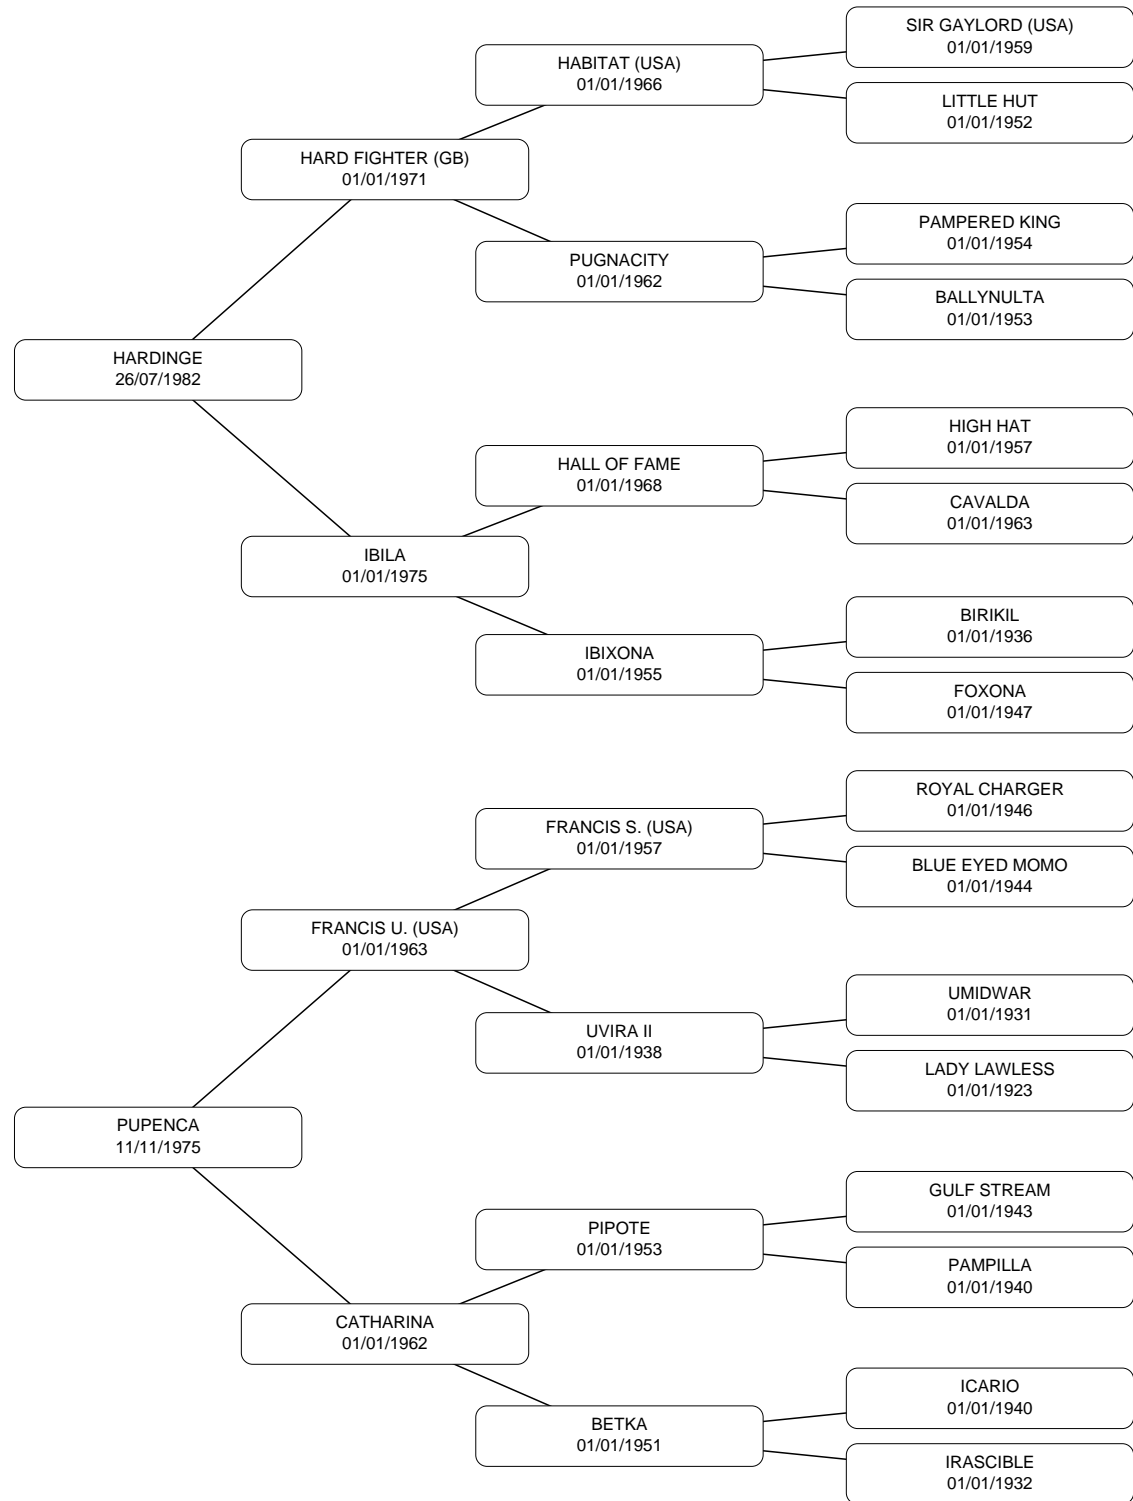 SIR GAYLORD (USA)
01/01/1959
HABITAT (USA)
01/01/1966
LITTLE HUT
01/01/1952
HARD FIGHTER (GB)
01/01/1971
PAMPERED KING
01/01/1954
PUGNACITY
01/01/1962
BALLYNULTA
01/01/1953
HARDINGE
26/07/1982
HIGH HAT
01/01/1957
HALL OF FAME
01/01/1968
CAVALDA
01/01/1963
IBILA
01/01/1975
BIRIKIL
01/01/1936
IBIXONA
01/01/1955
FOXONA
01/01/1947
ROYAL CHARGER
01/01/1946
FRANCIS S. (USA)
01/01/1957
BLUE EYED MOMO
01/01/1944
FRANCIS U. (USA)
01/01/1963
UMIDWAR
01/01/1931
UVIRA II
01/01/1938
LADY LAWLESS
01/01/1923
PUPENCA
11/11/1975
GULF STREAM
01/01/1943
PIPOTE
01/01/1953
PAMPILLA
01/01/1940
CATHARINA
01/01/1962
ICARIO
01/01/1940
BETKA
01/01/1951
IRASCIBLE
01/01/1932